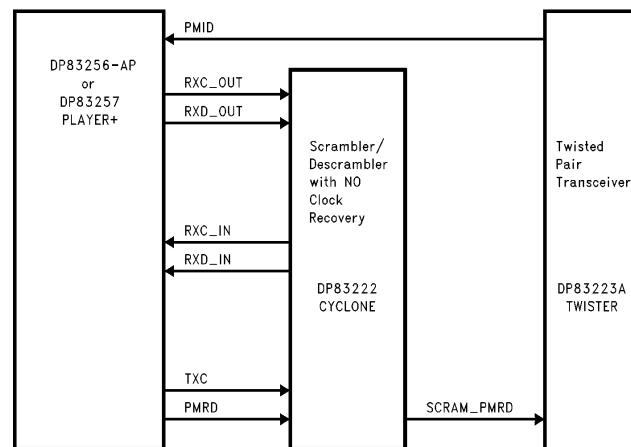 PMID
DP83256-AP
or
DP83257
PLAYER+
RXC_OUT
RXD_OUT
Scrambler/
Descrambler
with NO
Clock
Recovery
Twisted
Pair
Transceiver
RXC_IN
RXD_IN
DP83222
CYCLONE
DP83223A
TWISTER
TXC
PMRD
SCRAM_PMRD